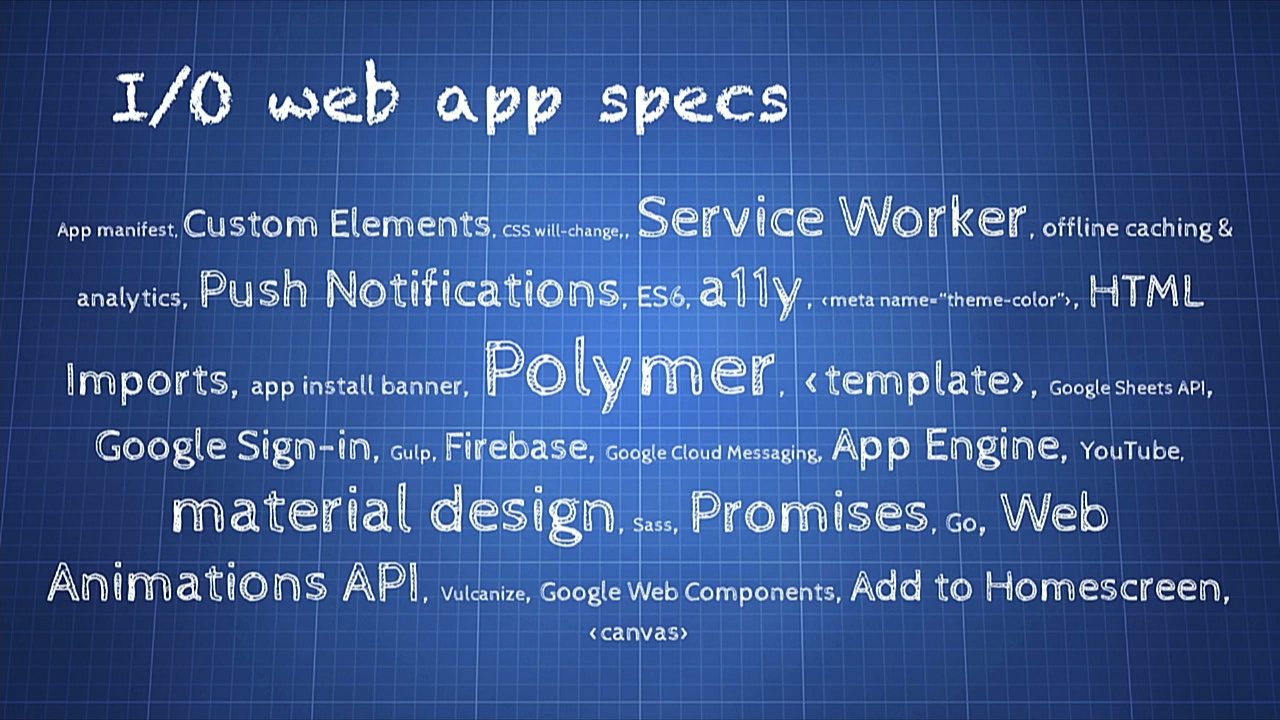 I/O web app specs
App manifest, Custom Elements, CSS will-change,, Service Worker, offline caching &
analytics, Push Notifications, ES6, a11y, <meta name="theme-color">, HTML
Imports, app install banner, Polymer, <template>, Google Sheets API,
Google Sign-in, Gulp, Firebase, Google Cloud Messaging, App Engine, YouTube,
material design, Sass, Promises, Go, Web
Animations API, Vulcanize, Google Web Components, Add to Homescreen,
<canvas>